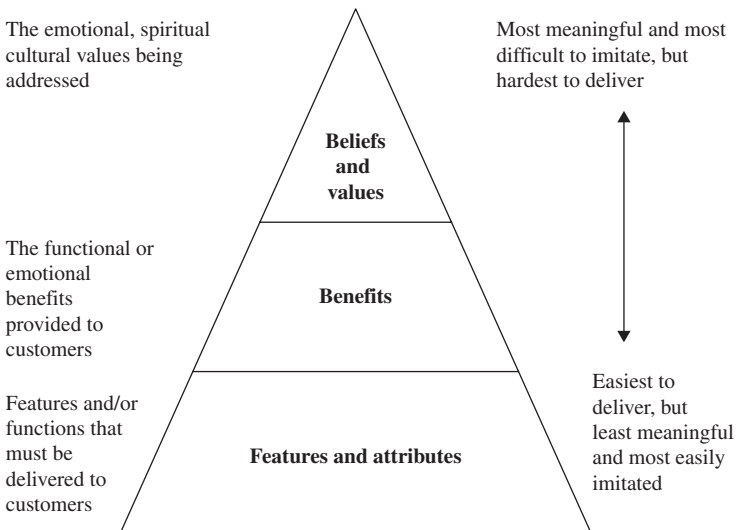 The emotional, spiritual
cultural values being
addressed
Most meaningful and most
difficult to imitate, but
hardest to deliver
Beliefs
and
values
The functional or
emotional
benefits
provided to
customers
Benefits
Features and/or
functions that
must be
delivered to
customers
Features and attributes
Easiest to
deliver, but
least meaningful
and most easily
imitated